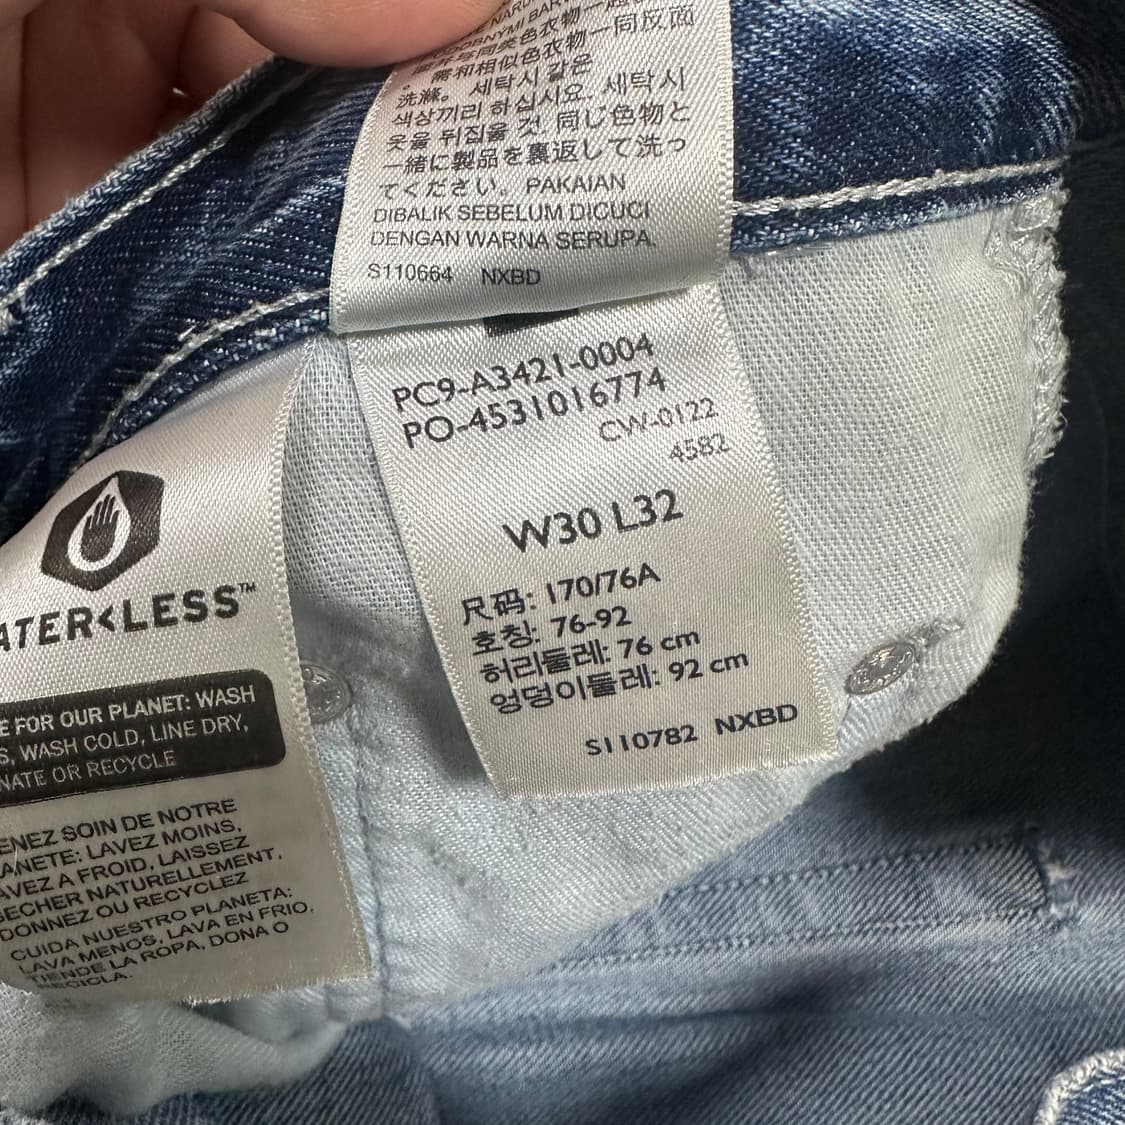 DOBNYMI
同反面
和相似色衣物一同反面
洗滌。 세탁시 같은
색상끼리 하십시오. 세탁시
옷을 뒤집을 것. 同じ色物と
一緒に製品を裏返して洗っ
てください。 PAKAIAN
DIBALIK SEBELUM DICUCI
DENGAN WARNA SERUPA.
S110664 NXBD
PC9-A3421-0004
PO-4531016774
CW-0122
4582
W30 L32
尺码: 170/76A
호칭: 76-92
허리둘레: 76 cm
엉덩이둘레: 92 cm
S110782 NXBD
ATER<LESS™
E FOR OUR PLANET: WASH
S, WASH COLD, LINE DRY,
NATE OR RECYCLE
ENEZ SOIN DE NOTRE
ANETE: LAVEZ MOINS,
AVEZ A FROID, LAISSEZ
SECHER NATURELLEMENT,
DONNEZ OU RECYCLEZ
CUIDA NUESTRO PLANETA:
LAVA MENOS, LAVA EN FRIO,
TIENDE LA ROPA, DONA O
RECICLA.